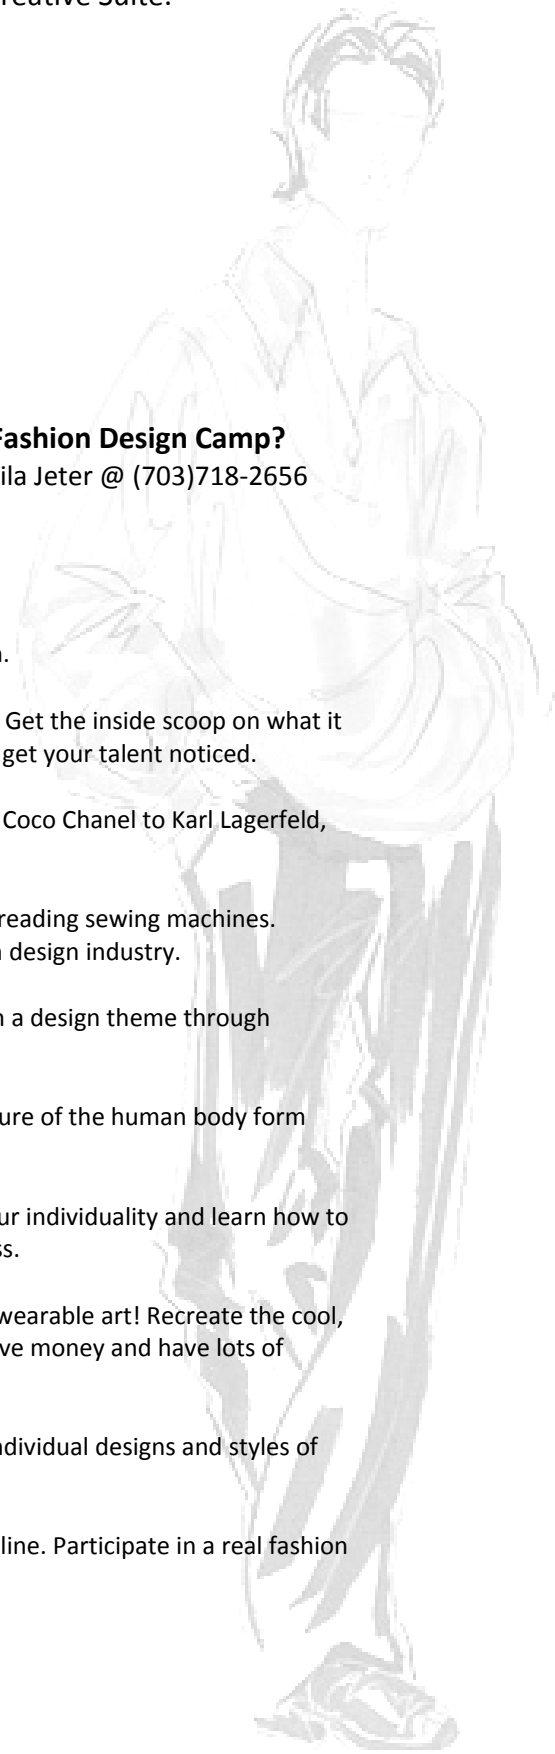 reative Suite.
Fashion Design Camp?
ila Jeter @ (703)718-2656
.
Get the inside scoop on what it
get your talent noticed.
Coco Chanel to Karl Lagerfeld,
reading sewing machines.
design industry.
a design theme through
ure of the human body form
ur individuality and learn how to
ss.
wearable art! Recreate the cool,
ve money and have lots of
ndividual designs and styles of
line. Participate in a real fashion